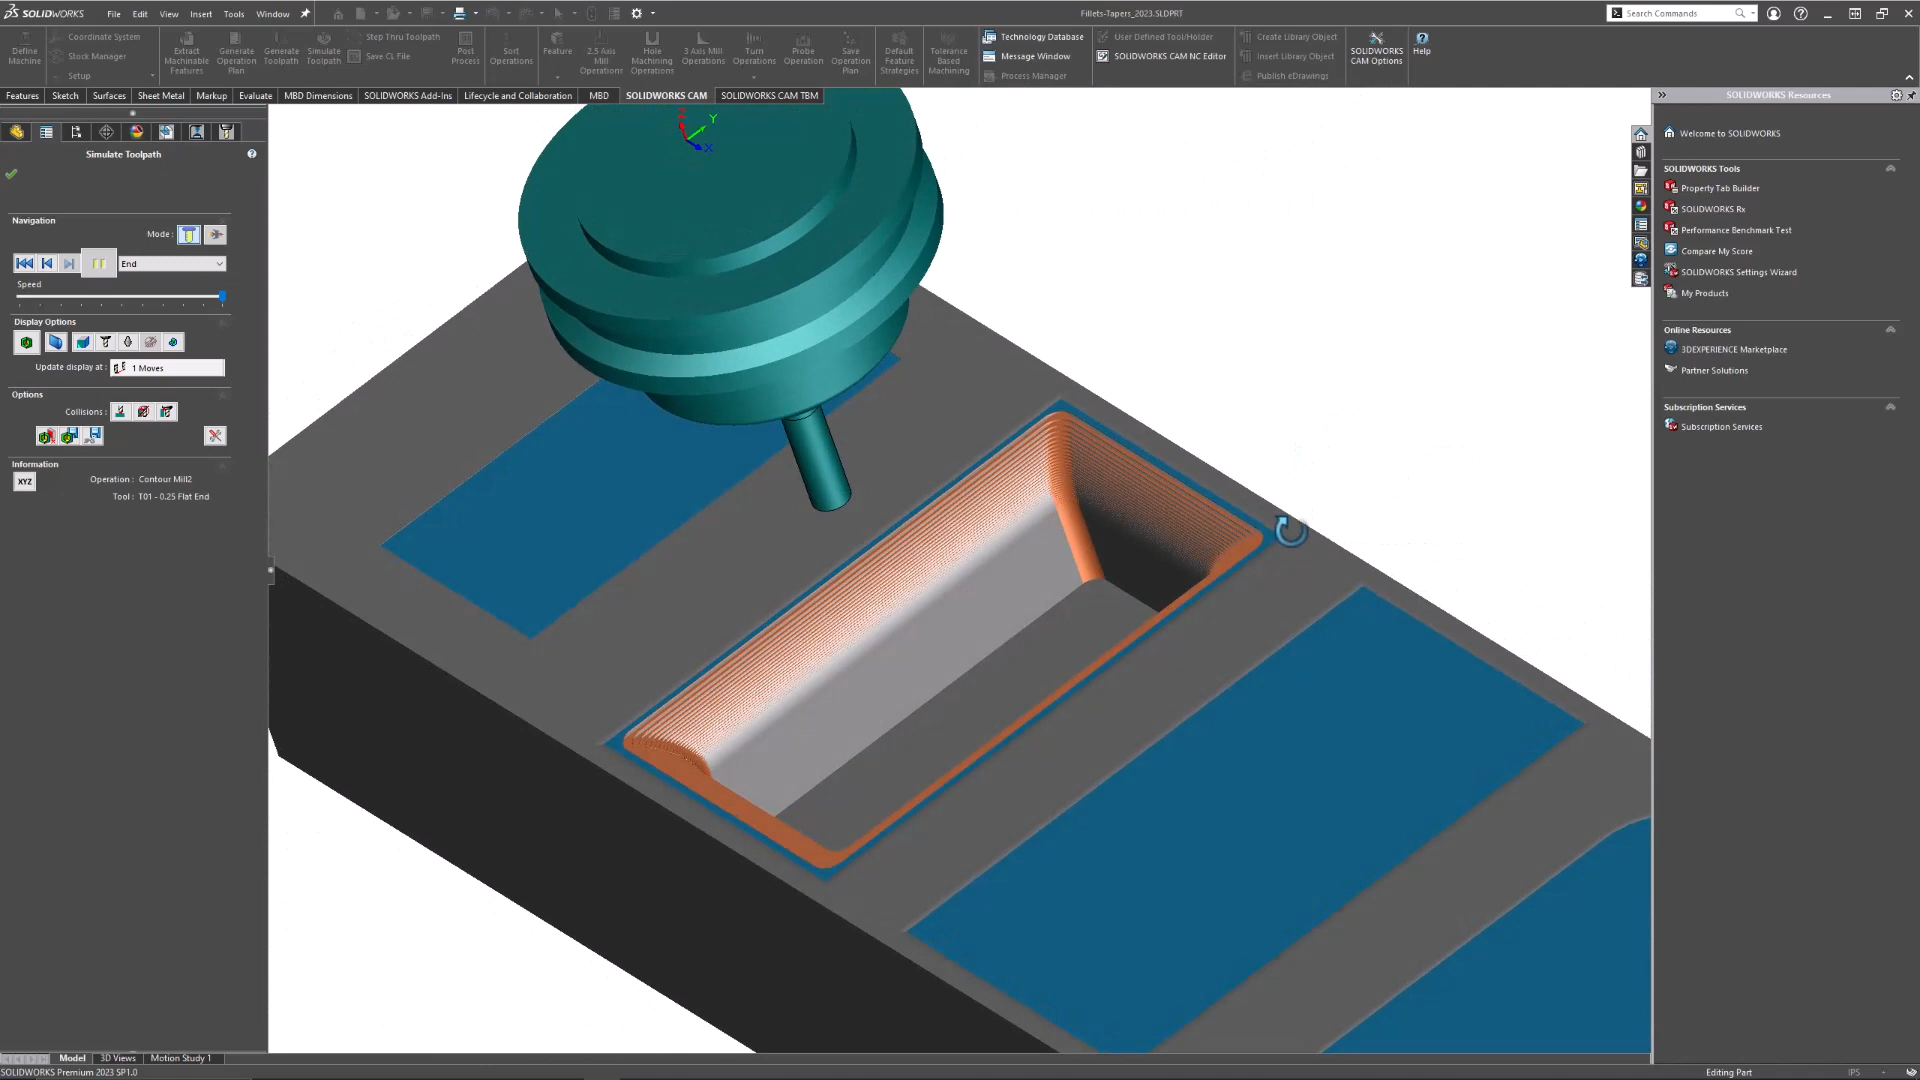 SOLIDWORKS File Edit View Insert Tools Window
Fillets-Tapers_2023.SLDPRT
Search Commands
Define Machine
Coordinate System
Stock Manager
Setup
Extract Machinable Features
Generate Operation Plan
Generate Toolpath
Simulate Toolpath
Step Thru Toolpath
Save CL File
Post Process
Sort Operations
Feature
2.5 Axis Mill Operations
Hole Machining Operations
3 Axis Mill Operations
Turn Operations
Probe Operation
Save Operation Plan
Default Feature Strategies
Tolerance Based Machining
Technology Database
Message Window
Process Manager
User Defined Tool/Holder
SOLIDWORKS CAM NC Editor
Create Library Object
Insert Library Object
Publish eDrawings
SOLIDWORKS CAM Options
Help
Features Sketch Surfaces Sheet Metal Markup Evaluate MBD Dimensions SOLIDWORKS Add-Ins Lifecycle and Collaboration MBD SOLIDWORKS CAM SOLIDWORKS CAM TBM
Simulate Toolpath
Navigation
Mode :
End
Speed
Display Options
Update display at : 1 Moves
Options
Collisions :
Information
XYZ
Operation : Contour Mill2
Tool : T01 - 0.25 Flat End
Z
Y
X
SOLIDWORKS Resources
Welcome to SOLIDWORKS
SOLIDWORKS Tools
Property Tab Builder
SOLIDWORKS Rx
Performance Benchmark Test
Compare My Score
SOLIDWORKS Settings Wizard
My Products
Online Resources
3DEXPERIENCE Marketplace
Partner Solutions
Subscription Services
Subscription Services
Model 3D Views Motion Study 1
SOLIDWORKS Premium 2023 SP1.0
Editing Part
IPS